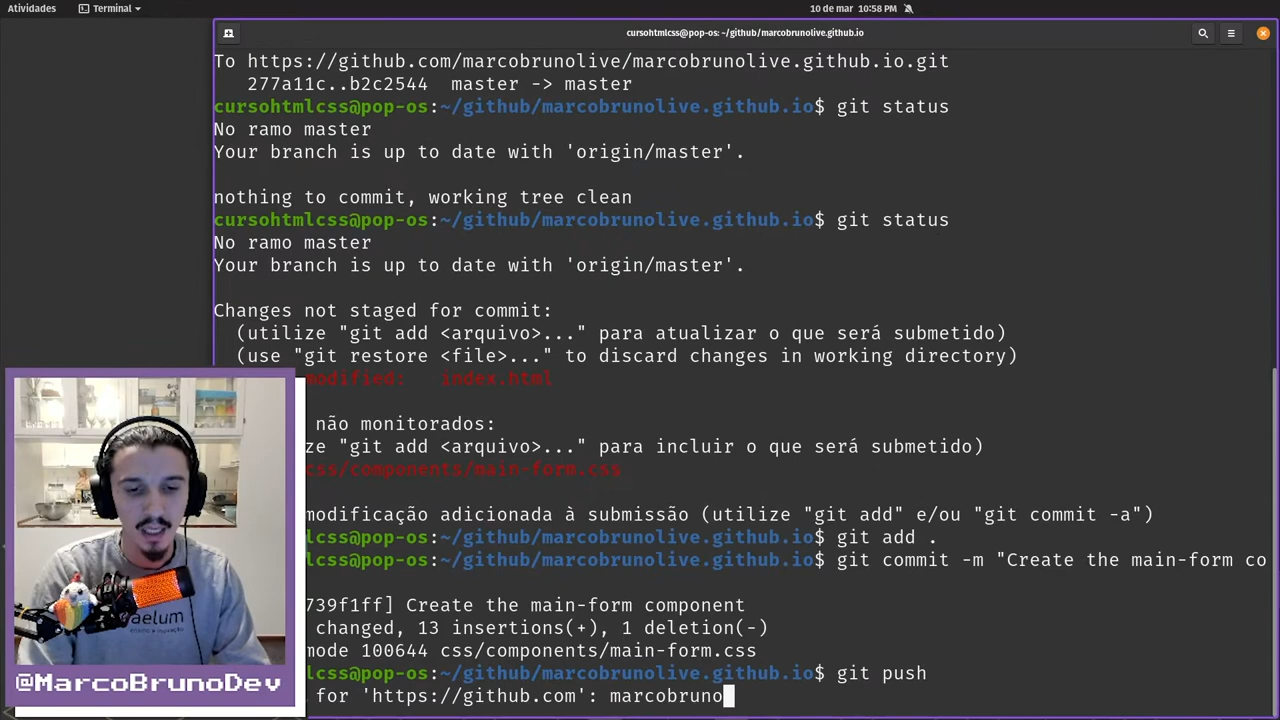 Atividades Terminal 10 de mar 10:58 PM
cursohtmlcss@pop-os: ~/github/marcobrunolive.github.io
To https://github.com/marcobrunolive/marcobrunolive.github.io.git
277a11c..b2c2544 master -> master
cursohtmlcss@pop-os:~/github/marcobrunolive.github.io$ git status
No ramo master
Your branch is up to date with 'origin/master'.
nothing to commit, working tree clean
cursohtmlcss@pop-os:~/github/marcobrunolive.github.io$ git status
No ramo master
Your branch is up to date with 'origin/master'.
Changes not staged for commit:
(utilize "git add <arquivo>..." para atualizar o que será submetido)
(use "git restore <file>..." to discard changes in working directory)
modified: index.html
não monitorados:
ize "git add <arquivo>..." para incluir o que será submetido)
css/components/main-form.css
modificação adicionada à submissão (utilize "git add" e/ou "git commit -a")
lcss@pop-os:~/github/marcobrunolive.github.io$ git add .
lcss@pop-os:~/github/marcobrunolive.github.io$ git commit -m "Create the main-form co
739f1ff] Create the main-form component
changed, 13 insertions(+), 1 deletion(-)
mode 100644 css/components/main-form.css
lcss@pop-os:~/github/marcobrunolive.github.io$ git push
for 'https://github.com': marcobruno
aelum
@MarcoBrunoDev